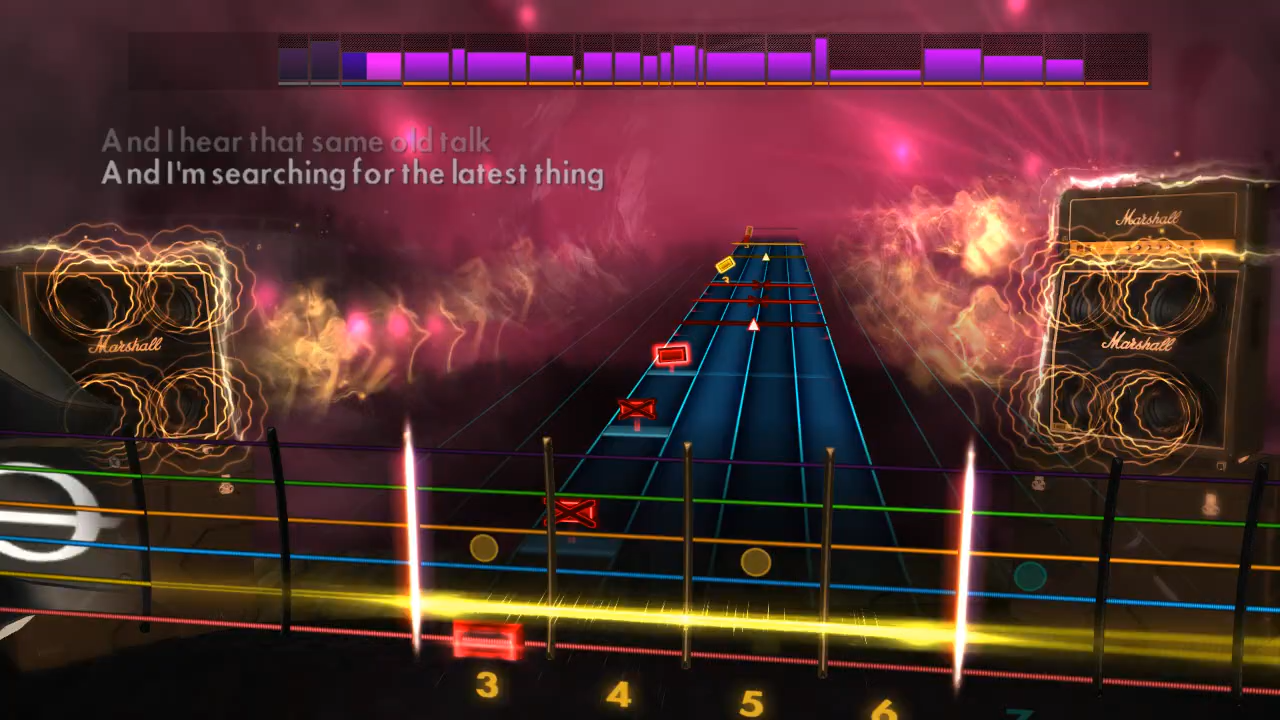 And I hear that same old talk
And I'm searching for the latest thing
Marshall
Marshall
Marshall
3
4
5
6
7